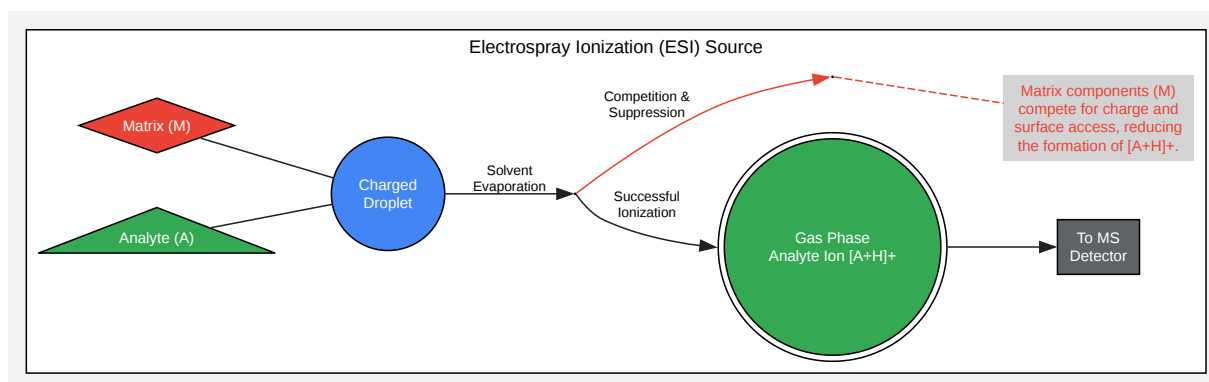 Electrospray Ionization (ESI) Source
Matrix (M)
Analyte (A)
Charged
Droplet
Solvent
Evaporation
Competition &
Suppression
Successful
Ionization
Matrix components (M)
compete for charge and
surface access, reducing
the formation of [A+H]+.
Gas Phase
Analyte Ion [A+H]+
To MS
Detector